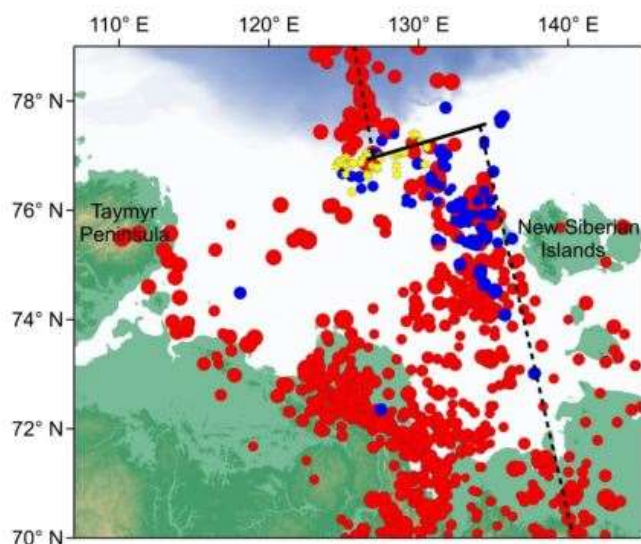 110° E 120° E 130° E 140° E
78° N
76° N
Taymyr
Peninsula
New Siberian
Islands
74° N
72° N
70° N